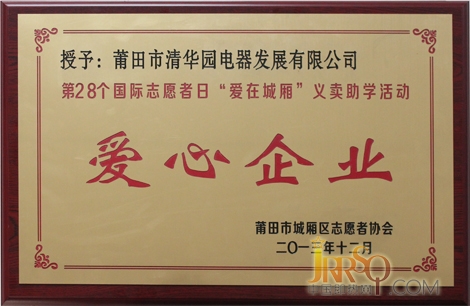 授予：莆田市清华园电器发展有限公司
第28个国际志愿者日“爱在城厢”义卖助学活动
爱心企业
莆田市城厢区志愿者协会
二〇一三年十二月
JRRSQ.COM